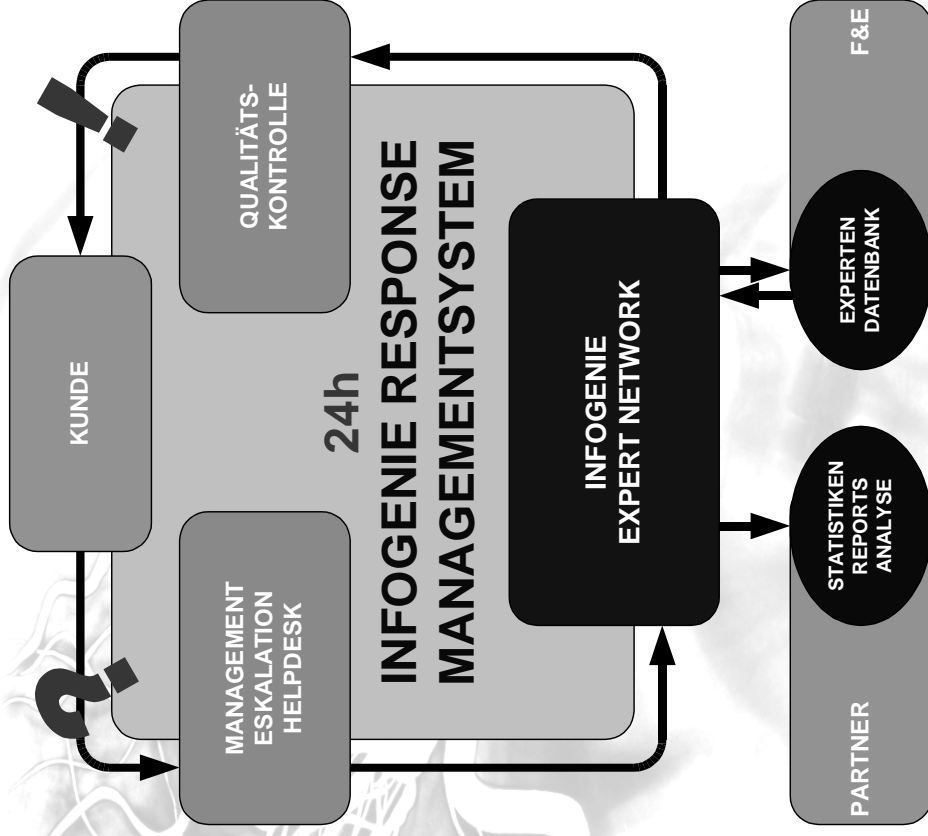 ?
KUNDE
!
MANAGEMENT
ESKALATION
HELPDESK
QUALITÄTS-
KONTROLLE
24h
INFOGENIE RESPONSE
MANAGEMENTSYSTEM
INFOGENIE
EXPERT NETWORK
PARTNER
STATISTIKEN
REPORTS
ANALYSE
EXPERTEN
DATENBANK
F&E